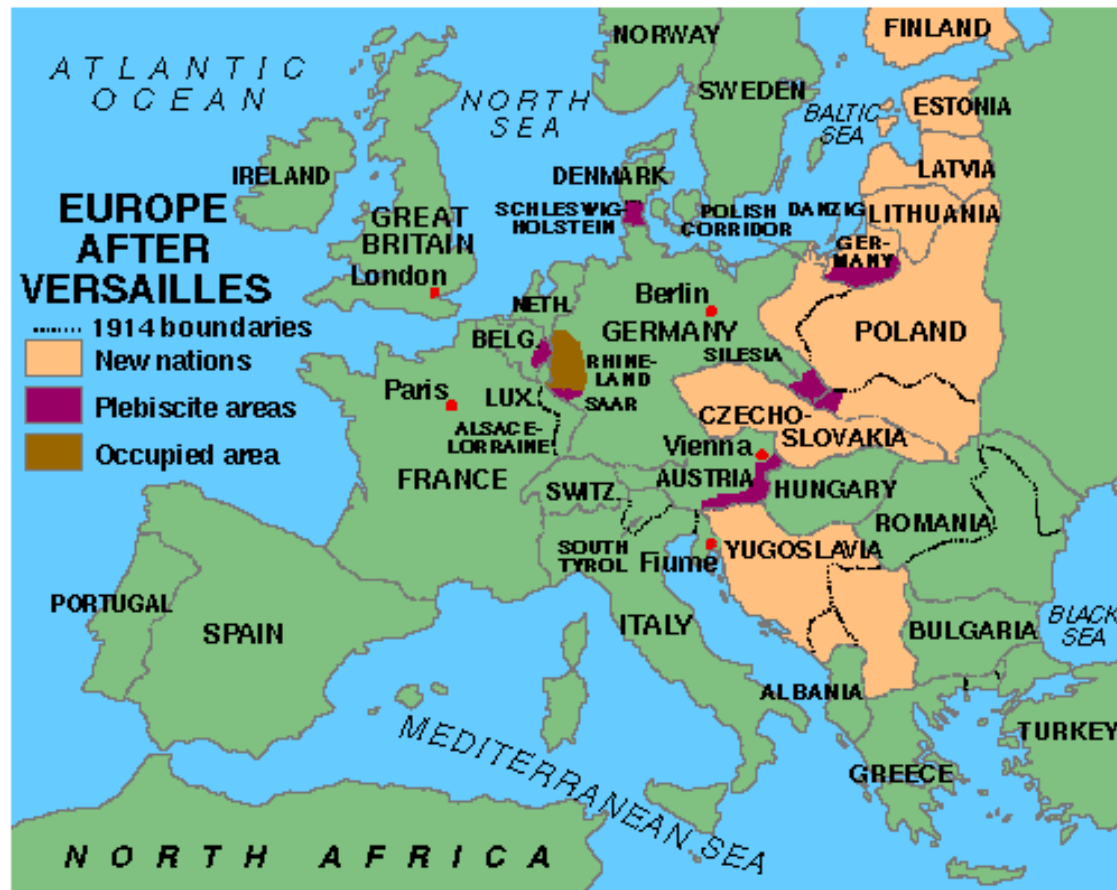 ATLANTIC
OCEAN
NORTH
SEA
NORWAY
SWEDEN
FINLAND
BALTIC
SEA
ESTONIA
LATVIA
LITHUANIA
IRELAND
GREAT
BRITAIN
London
DENMARK
SCHLESWIG-
HOLSTEIN
POLISH
CORRIDOR
DANZIG
GER-
MANY
EUROPE
AFTER
VERSAILLES
1914 boundaries
New nations
Plebiscite areas
Occupied area
NETH.
BELG.
LUX.
Berlin
GERMANY
RHINE-
LAND
SAAR
SILESIA
POLAND
Paris
ALSACE-
LORRAINE
FRANCE
CZECHO-
SLOVAKIA
Vienna
AUSTRIA
HUNGARY
SWITZ.
SOUTH
TYROL
Fiume
YUGOSLAVIA
ROMANIA
PORTUGAL
SPAIN
ITALY
BULGARIA
BLACK
SEA
ALBANIA
GREECE
TURKEY
MEDITERRANEAN SEA
NORTH AFRICA